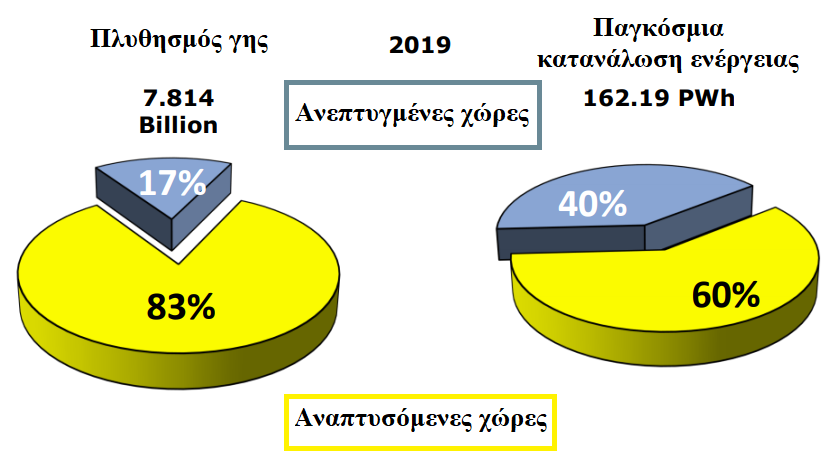 Πλυθησμός γης
2019
Παγκόσμια
κατανάλωση ενέργειας
7.814
Billion
Ανεπτυγμένες χώρες
162.19 PWh
17%
83%
40%
60%
Αναπτυσόμενες χώρες